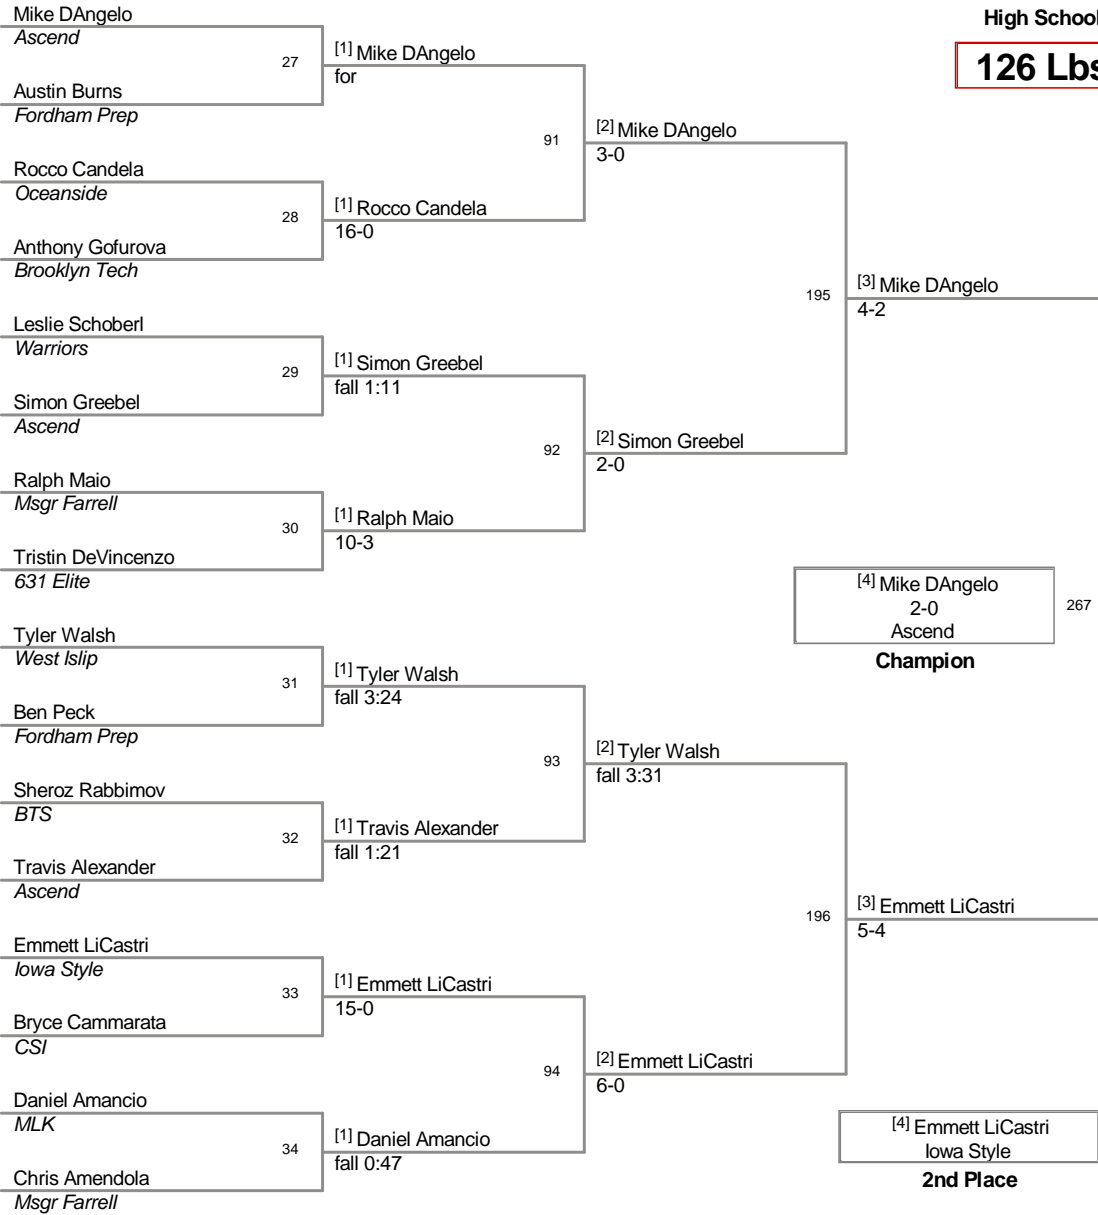 Mike DAngelo
Ascend
27
Austin Burns
Fordham Prep
Rocco Candela
Oceanside
28
Anthony Gofurova
Brooklyn Tech
Leslie Schoberl
Warriors
29
Simon Greebel
Ascend
Ralph Maio
Msgr Farrell
30
Tristin DeVincenzo
631 Elite
Tyler Walsh
West Islip
31
Ben Peck
Fordham Prep
Sheroz Rabbimov
BTS
32
Travis Alexander
Ascend
Emmett LiCastri
Iowa Style
33
Bryce Cammarata
CSI
Daniel Amancio
MLK
34
Chris Amendola
Msgr Farrell
[1] Mike DAngelo
for
91
[1] Rocco Candela
16-0
[1] Simon Greebel
fall 1:11
92
[1] Ralph Maio
10-3
[1] Tyler Walsh
fall 3:24
93
[1] Travis Alexander
fall 1:21
[1] Emmett LiCastri
15-0
94
[1] Daniel Amancio
fall 0:47
[2] Mike DAngelo
3-0
195
[2] Simon Greebel
2-0
[2] Tyler Walsh
fall 3:31
196
[2] Emmett LiCastri
6-0
High School
126 Lbs
[3] Mike DAngelo
4-2
[4] Mike DAngelo
2-0
Ascend
267
Champion
[3] Emmett LiCastri
5-4
[4] Emmett LiCastri
Iowa Style
2nd Place